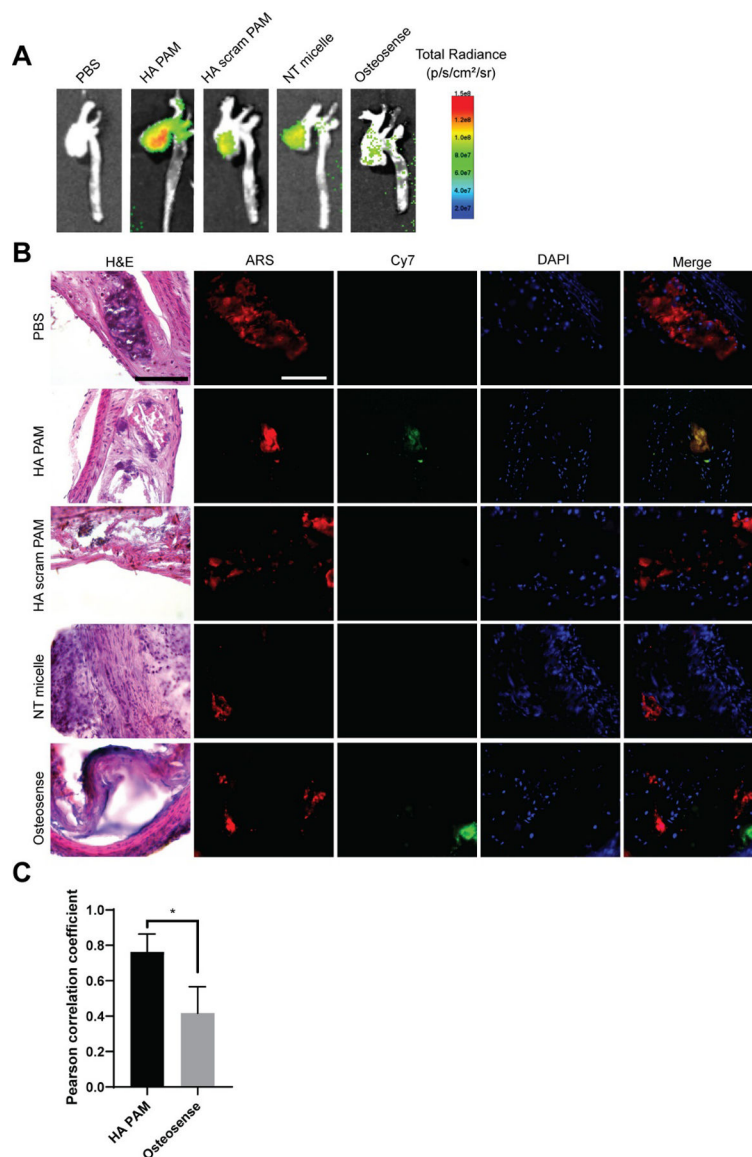 A
PBS
HA PAM
HA scram PAM
NT micelle
Osteosense
Total Radiance
(p/s/cm²/sr)
1.5e8
1.2e8
1.0e8
8.0e7
6.0e7
4.0e7
2.0e7
B
H&E
ARS
Cy7
DAPI
Merge
PBS
HA PAM
HA scram PAM
NT micelle
Osteosense
C
Pearson correlation coefficient
1.0
0.8
0.6
0.4
0.2
0.0
*
HA PAM
Osteosense